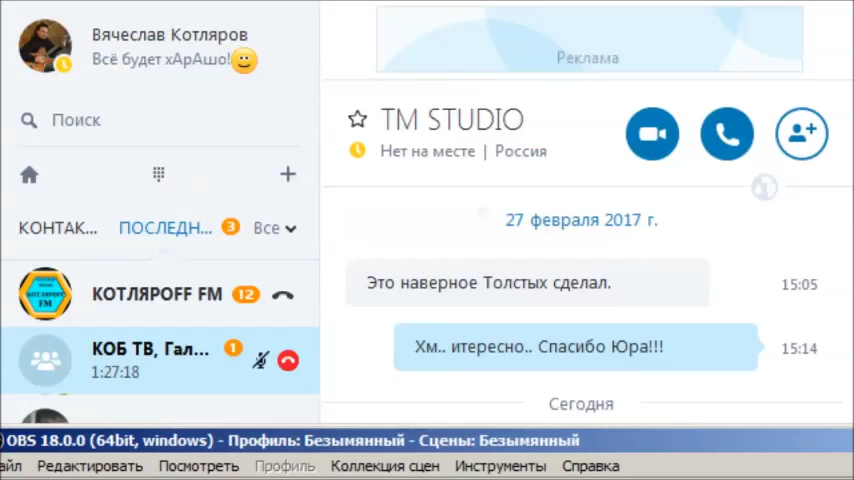 Вячеслав Котляров
Всё будет хАрАшо!
Реклама
Поиск
TM STUDIO
Нет на месте | Россия
КОНТАК... ПОСЛЕДН... 3 Все
27 февраля 2017 г.
КОТЛЯРОFF FM 12
Это наверное Толстых сделал. 15:05
КОБ ТВ, Гал... 1
1:27:18
Хм.. итересно.. Спасибо Юра!!! 15:14
Сегодня
OBS 18.0.0 (64bit, windows) - Профиль: Безымянный - Сцены: Безымянный
айл Редактировать Посмотреть Профиль Коллекция сцен Инструменты Справка